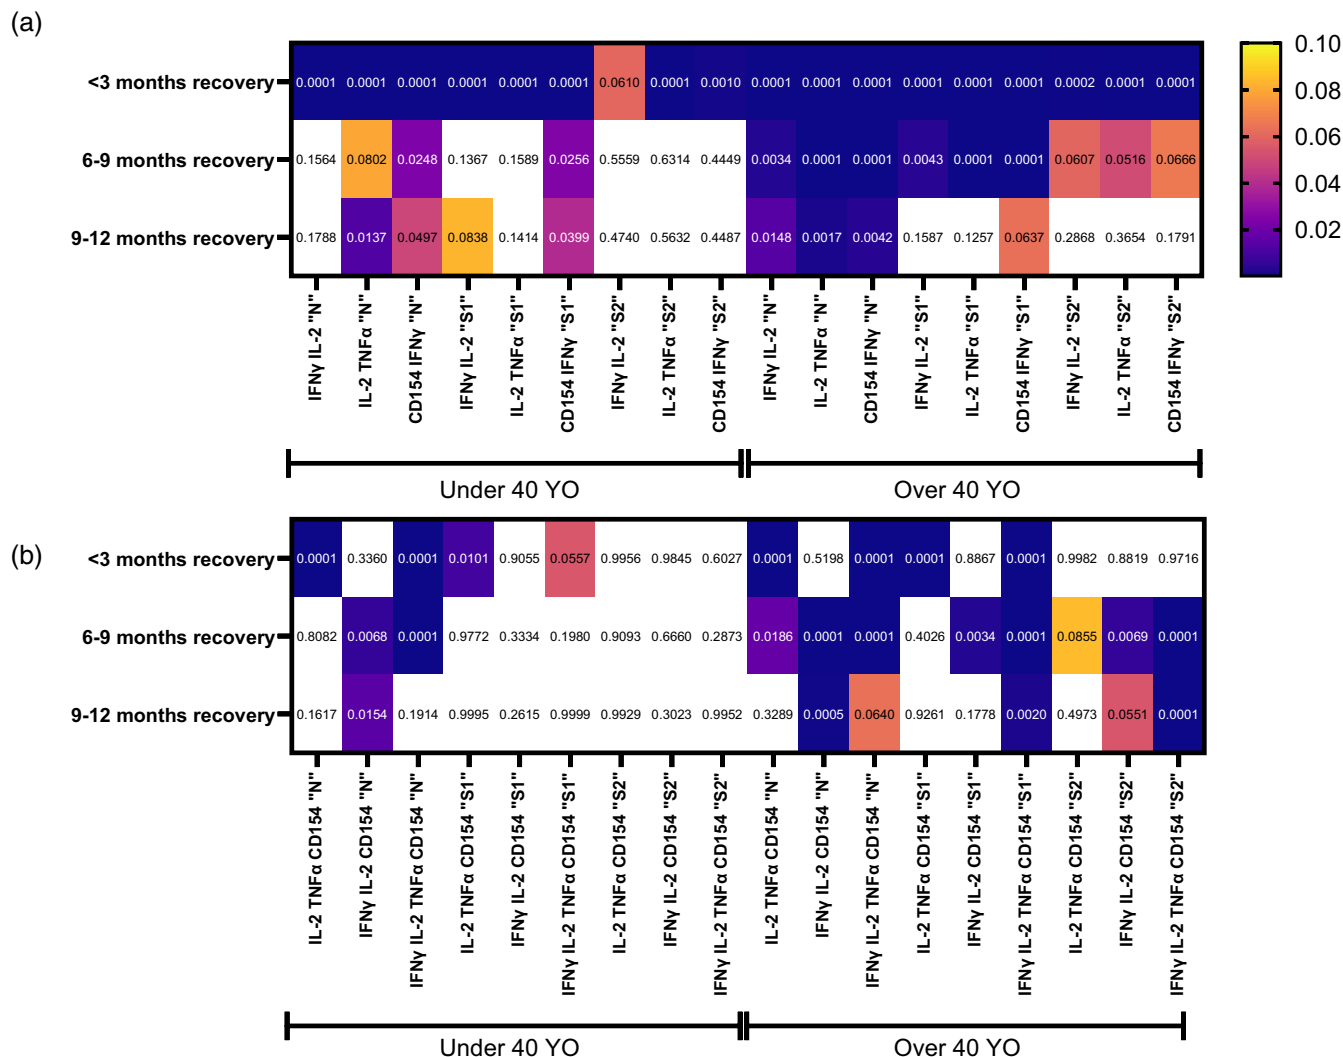 (a)
0.10
0.08
0.06
0.04
0.02
<3 months recovery 0.0001 0.0001 0.0001 0.0001 0.0001 0.0001 0.0610 0.0001 0.0010 0.0001 0.0001 0.0001 0.0001 0.0001 0.0001 0.0002 0.0001 0.0001
6-9 months recovery 0.1564 0.0802 0.0248 0.1367 0.1589 0.0256 0.5559 0.6314 0.4449 0.0034 0.0001 0.0001 0.0043 0.0001 0.0001 0.0607 0.0516 0.0666
9-12 months recovery 0.1788 0.0137 0.0497 0.0838 0.1414 0.0399 0.4740 0.5632 0.4487 0.0148 0.0017 0.0042 0.1587 0.1257 0.0637 0.2868 0.3654 0.1791
IFNγ IL-2 "N"
IL-2 TNFα "N"
CD154 IFNγ "N"
IFNγ IL-2 "S1"
IL-2 TNFα "S1"
CD154 IFNγ "S1"
IFNγ IL-2 "S2"
IL-2 TNFα "S2"
CD154 IFNγ "S2"
IFNγ IL-2 "N"
IL-2 TNFα "N"
CD154 IFNγ "N"
IFNγ IL-2 "S1"
IL-2 TNFα "S1"
CD154 IFNγ "S1"
IFNγ IL-2 "S2"
IL-2 TNFα "S2"
CD154 IFNγ "S2"
Under 40 YO
Over 40 YO
(b)
<3 months recovery 0.0001 0.3360 0.0001 0.0101 0.9055 0.0557 0.9956 0.9845 0.6027 0.0001 0.5198 0.0001 0.0001 0.8867 0.0001 0.9982 0.8819 0.9716
6-9 months recovery 0.8082 0.0068 0.0001 0.9772 0.3334 0.1980 0.9093 0.6660 0.2873 0.0186 0.0001 0.0001 0.4026 0.0034 0.0001 0.0855 0.0069 0.0001
9-12 months recovery 0.1617 0.0154 0.1914 0.9995 0.2615 0.9999 0.9929 0.3023 0.9952 0.3289 0.0005 0.0640 0.9261 0.1778 0.0020 0.4973 0.0551 0.0001
IL-2 TNFα CD154 "N"
IFNγ IL-2 CD154 "N"
IFNγ IL-2 TNFα CD154 "N"
IL-2 TNFα CD154 "S1"
IFNγ IL-2 CD154 "S1"
IFNγ IL-2 TNFα CD154 "S1"
IL-2 TNFα CD154 "S2"
IFNγ IL-2 CD154 "S2"
IFNγ IL-2 TNFα CD154 "S2"
IL-2 TNFα CD154 "N"
IFNγ IL-2 CD154 "N"
IFNγ IL-2 TNFα CD154 "N"
IL-2 TNFα CD154 "S1"
IFNγ IL-2 CD154 "S1"
IFNγ IL-2 TNFα CD154 "S1"
IL-2 TNFα CD154 "S2"
IFNγ IL-2 CD154 "S2"
IFNγ IL-2 TNFα CD154 "S2"
Under 40 YO
Over 40 YO